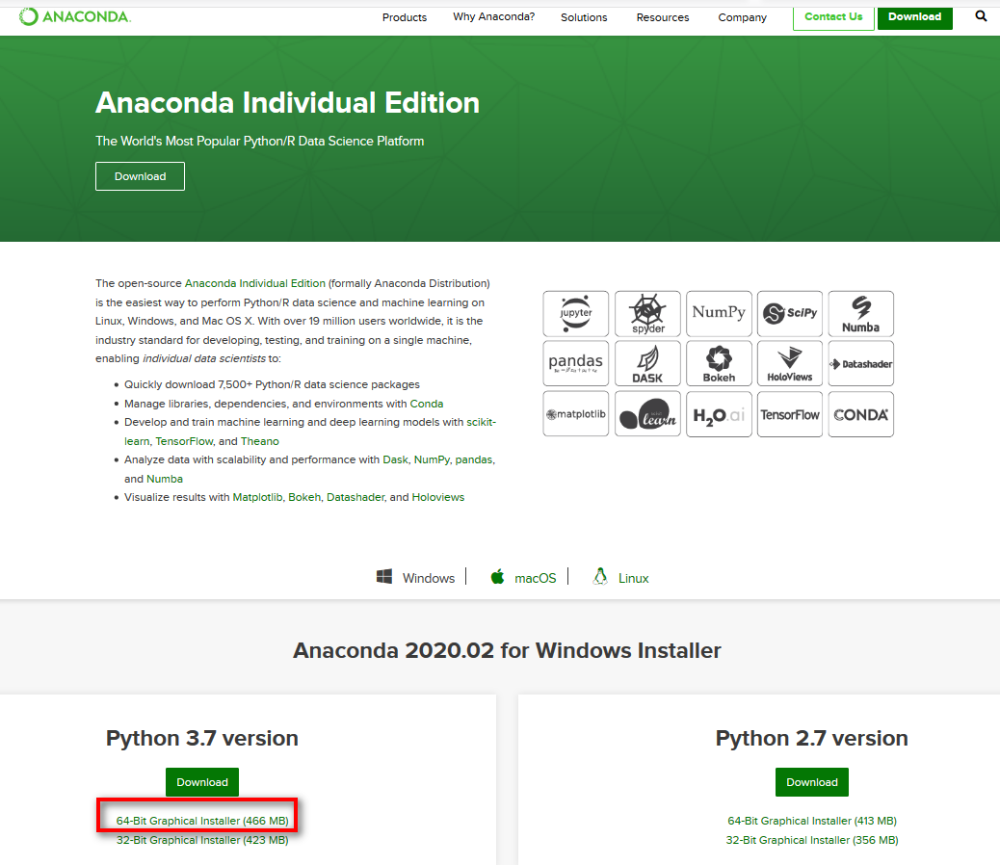 ANACONDA.
Products Why Anaconda? Solutions Resources Company Contact Us Download
Anaconda Individual Edition
The World's Most Popular Python/R Data Science Platform
Download
The open-source Anaconda Individual Edition (formally Anaconda Distribution)
is the easiest way to perform Python/R data science and machine learning on
Linux, Windows, and Mac OS X. With over 19 million users worldwide, it is the
industry standard for developing, testing, and training on a single machine,
enabling individual data scientists to:
• Quickly download 7,500+ Python/R data science packages
• Manage libraries, dependencies, and environments with Conda
• Develop and train machine learning and deep learning models with scikit-
learn, TensorFlow, and Theano
• Analyze data with scalability and performance with Dask, NumPy, pandas,
and Numba
• Visualize results with Matplotlib, Bokeh, Datashader, and Holoviews
jupyter spyder NumPy SciPy Numba
pandas DASK Bokeh HoloViews Datashader
matplotlib learn H2O.ai TensorFlow CONDA
Windows macOS Linux
Anaconda 2020.02 for Windows Installer
Python 3.7 version
Download
64-Bit Graphical Installer (466 MB)
32-Bit Graphical Installer (423 MB)
Python 2.7 version
Download
64-Bit Graphical Installer (413 MB)
32-Bit Graphical Installer (356 MB)